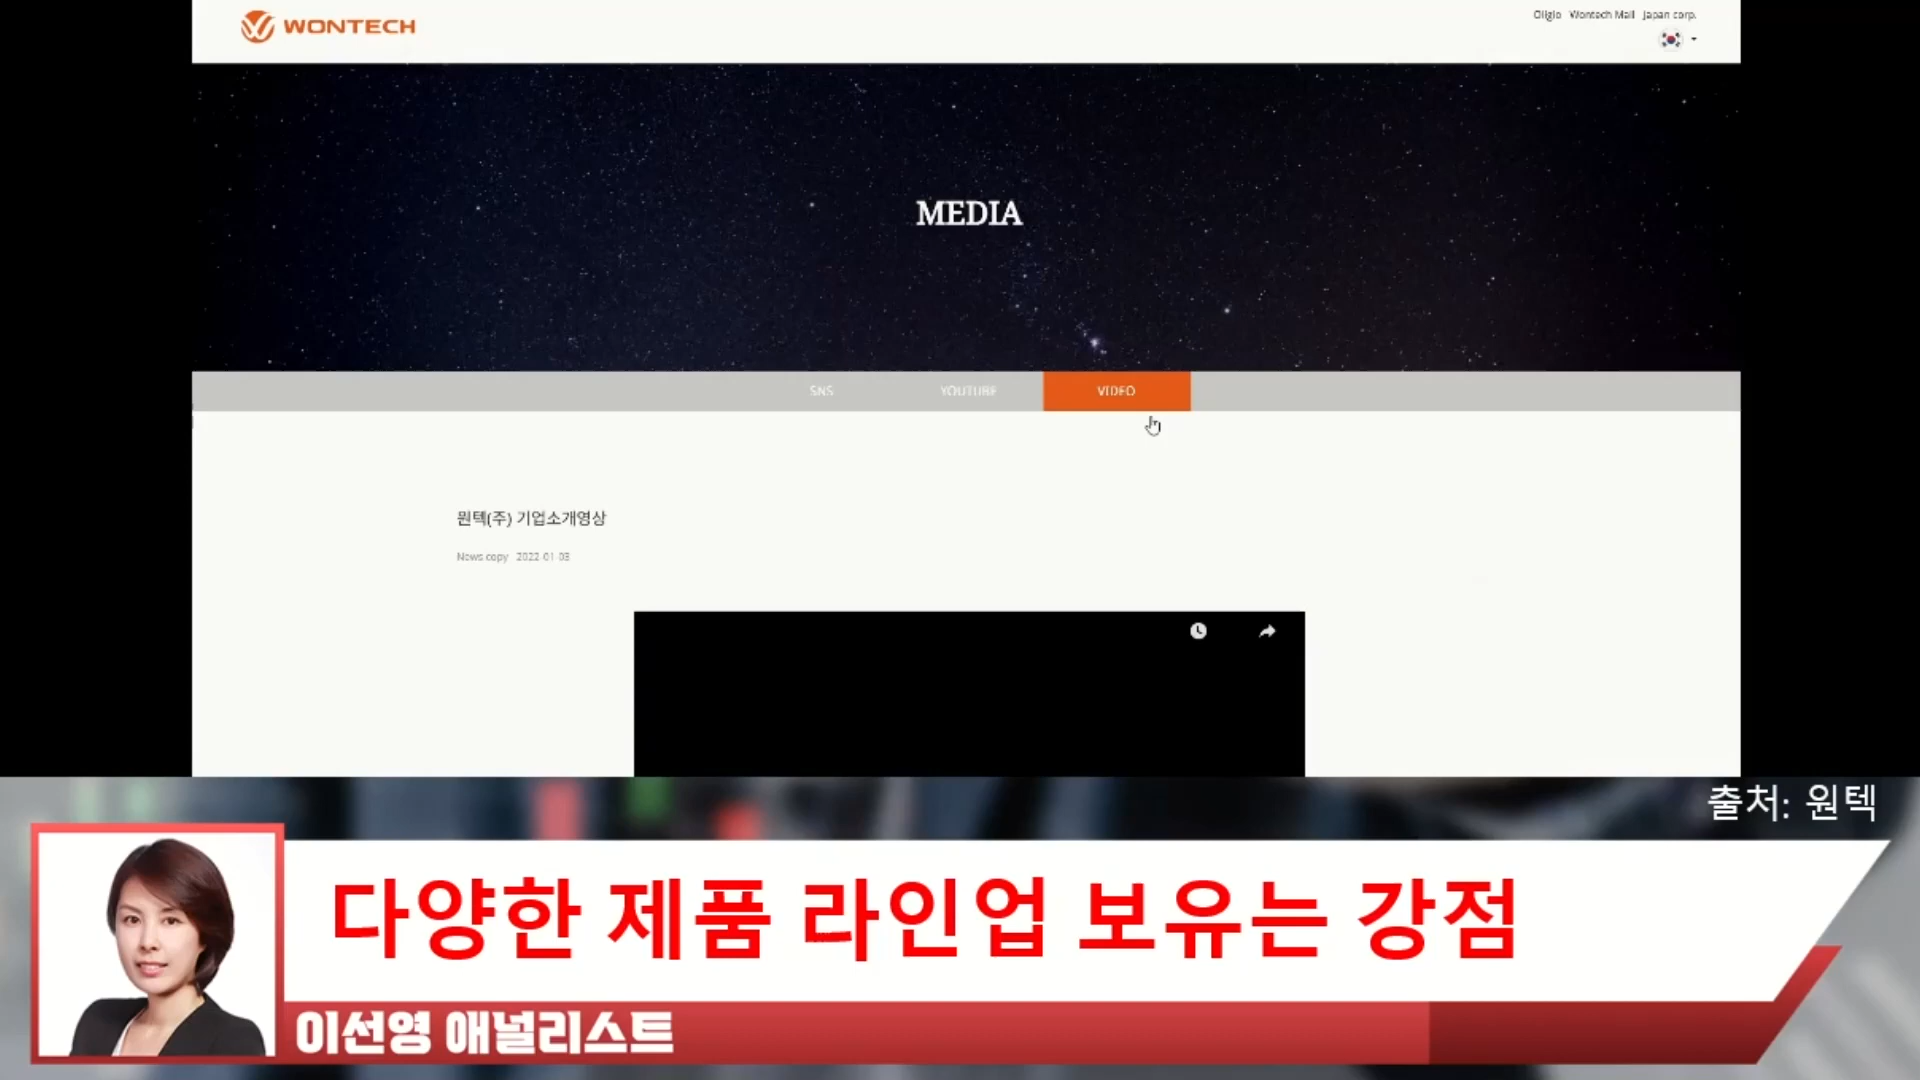 WONTECH
Oligio Wontech Mall Japan corp.
MEDIA
SNS YOUTUBE VIDEO
원텍(주) 기업소개영상
News copy 2022-01-03
출처: 원텍
다양한 제품 라인업 보유는 강점
이선영 애널리스트